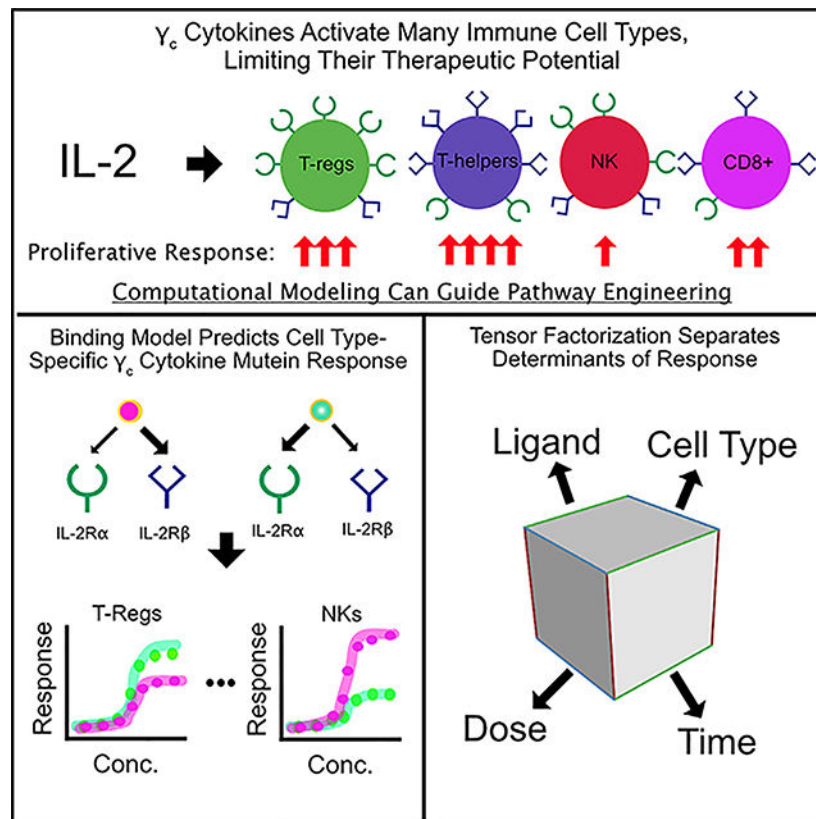 γc Cytokines Activate Many Immune Cell Types,
Limiting Their Therapeutic Potential
IL-2
T-regs
T-helpers
NK
CD8+
Proliferative Response:
Computational Modeling Can Guide Pathway Engineering
Binding Model Predicts Cell Type-
Specific γc Cytokine Mutein Response
IL-2Rα
IL-2Rβ
IL-2Rα
IL-2Rβ
T-Regs
Response
Conc.
NKs
Response
Conc.
Tensor Factorization Separates
Determinants of Response
Ligand
Cell Type
Dose
Time